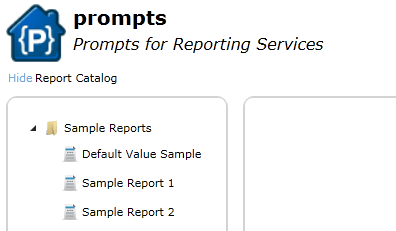 {P}
prompts
Prompts for Reporting Services
Hide Report Catalog
Sample Reports
Default Value Sample
Sample Report 1
Sample Report 2